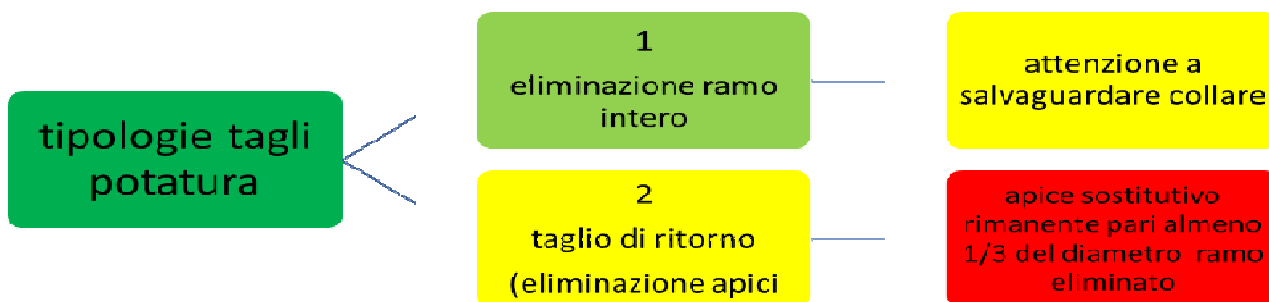 tipologie tagli
potatura
1
eliminazione ramo
intero
attenzione a
salvaguardare collare
2
taglio di ritorno
(eliminazione apici
apice sostitutivo
rimanente pari almeno
1/3 del diametro ramo
eliminato